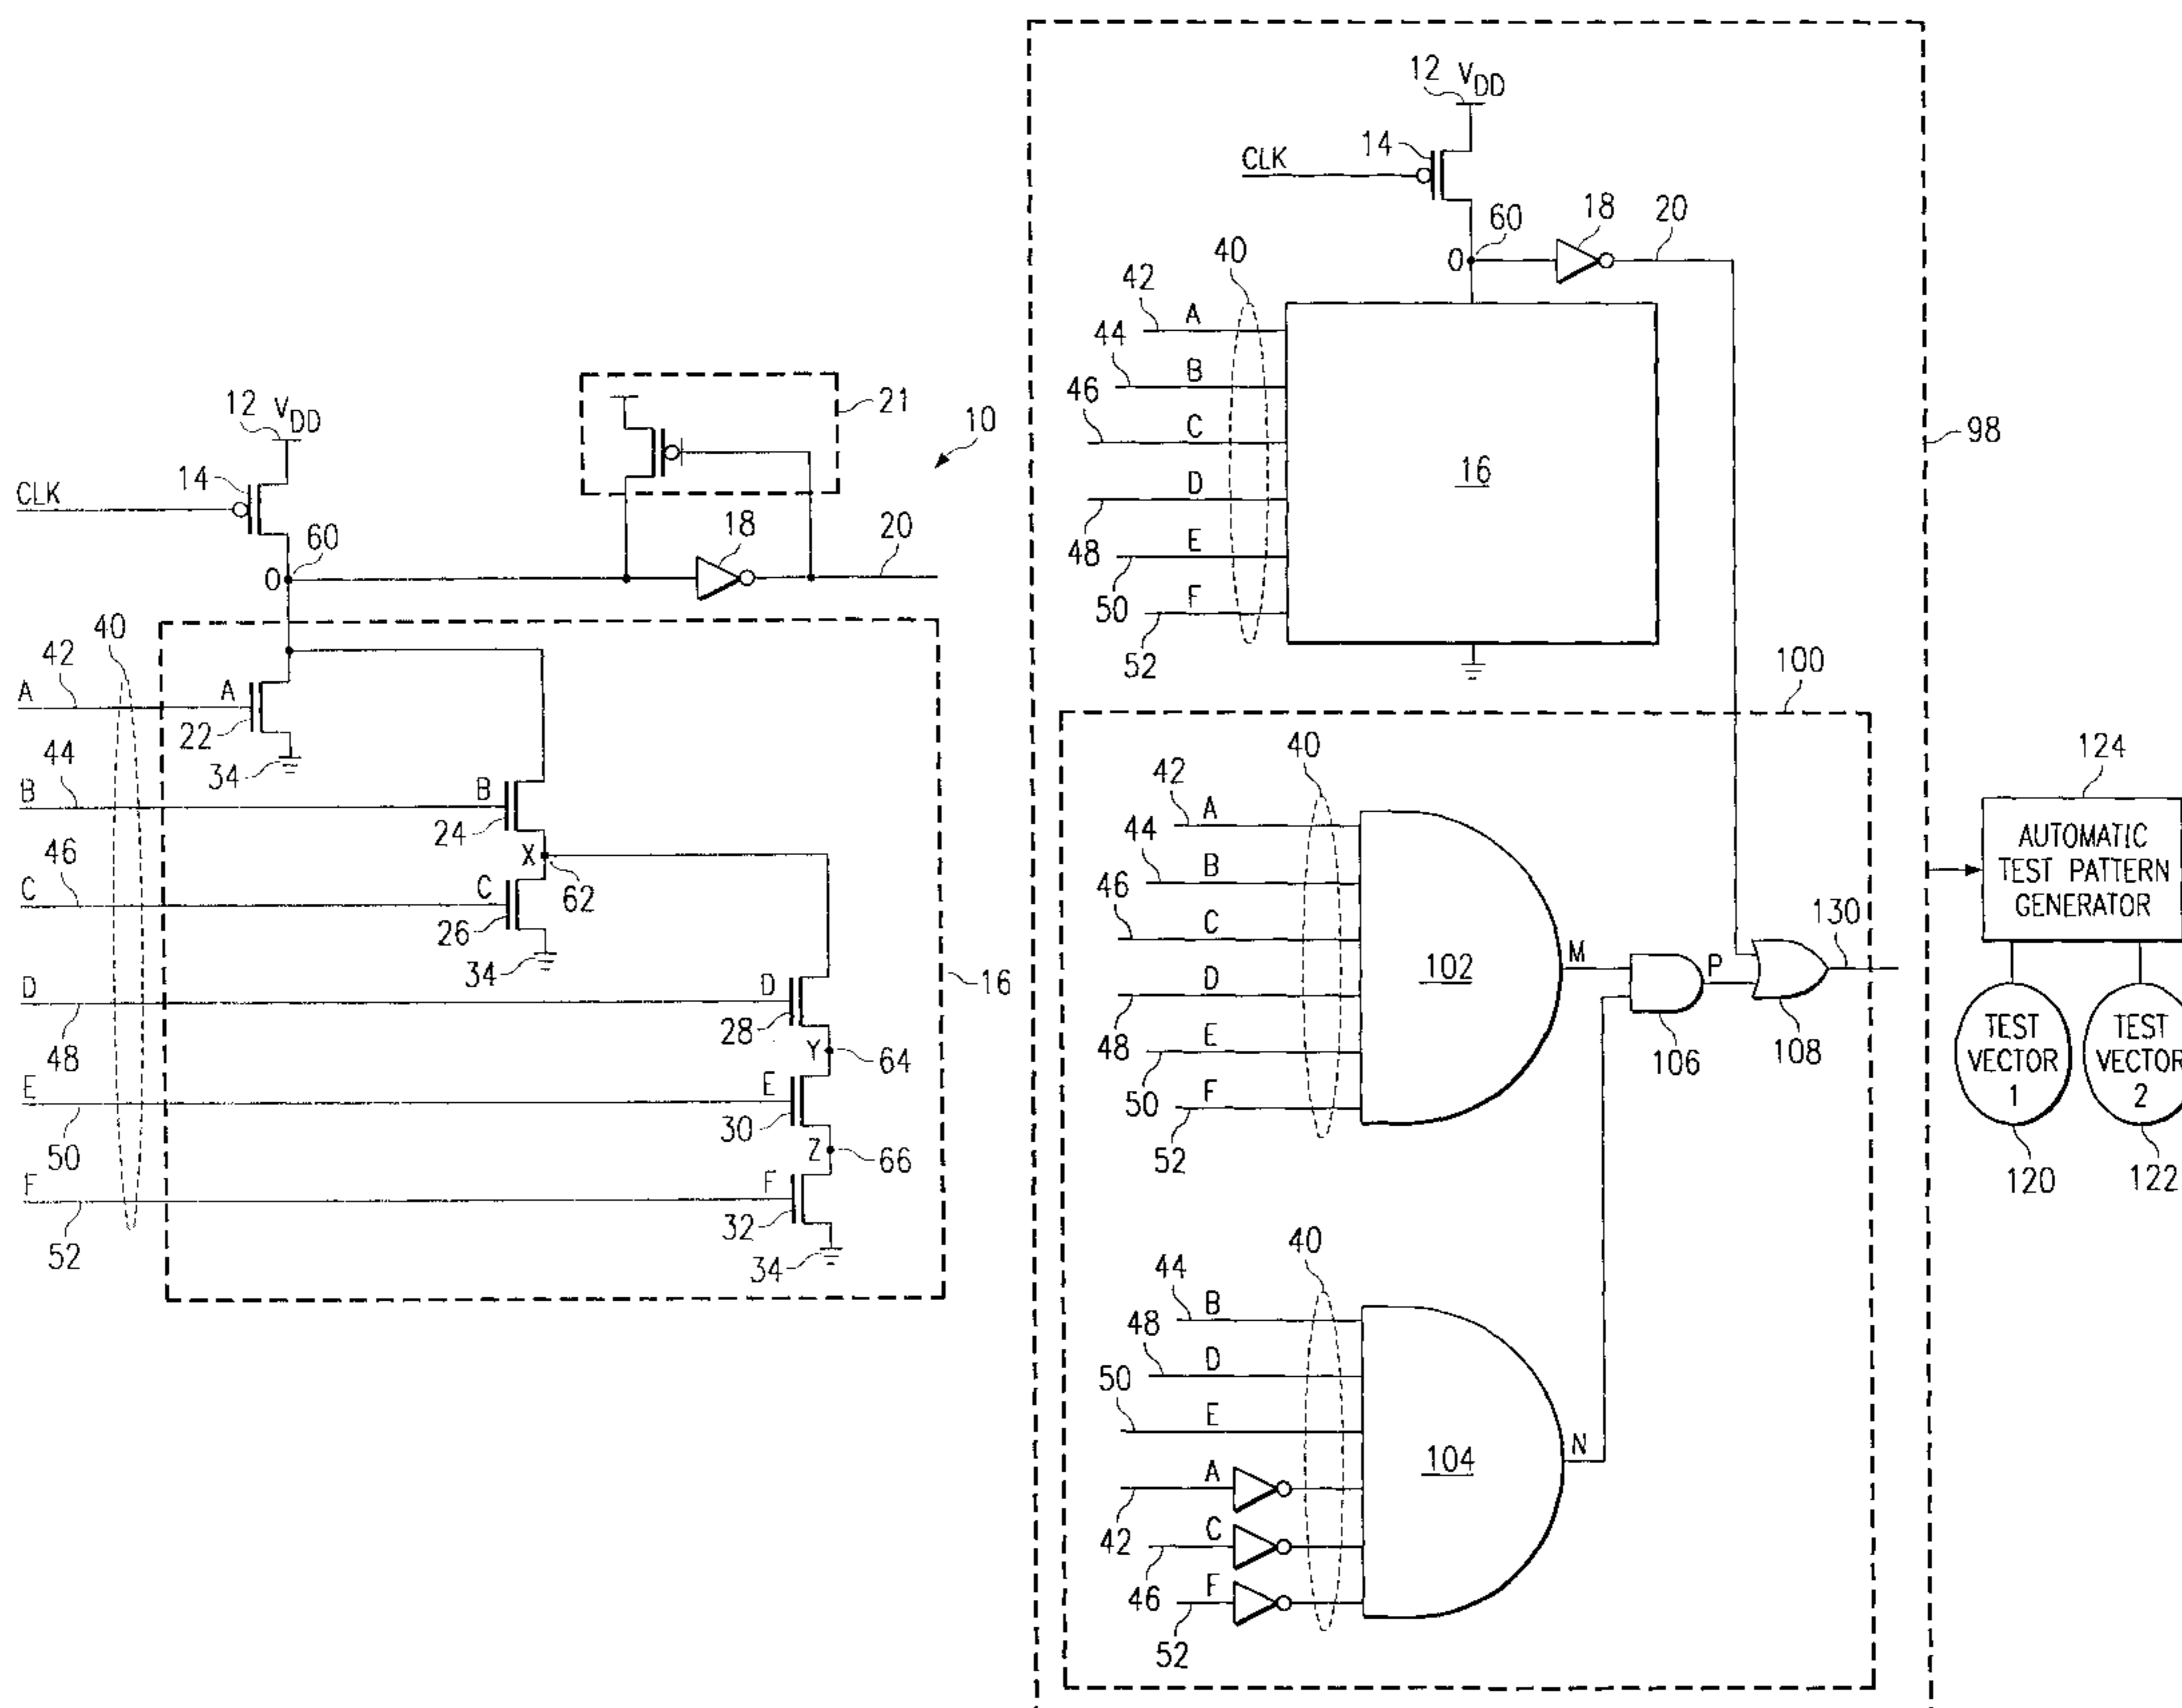 12 VDD
14
CLK
60
O
18
20
21
10
40
42
A
A
22
34
44
B
B
24
X
62
46
C
C
26
34
16
D
D
48
28
Y
64
E
E
50
30
Z
66
F
F
52
32
34
12 VDD
14
CLK
60
O
18
20
98
40
42
A
44
B
46
C
16
D
48
E
50
F
52
100
40
42
A
44
B
46
C
102
M
D
48
E
50
F
52
106
P
108
130
40
44
B
48
D
50
E
104
N
A
42
C
46
F
52
124
AUTOMATIC
TEST PATTERN
GENERATOR
TEST
VECTOR
1
120
TEST
VECTOR
2
122